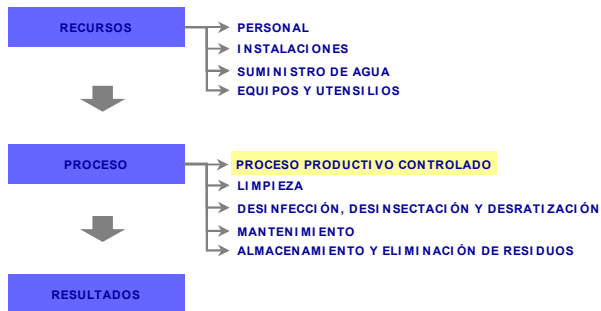 RECURSOS
PERSONAL
INSTALACIONES
SUMINISTRO DE AGUA
EQUIPOS Y UTENSILIOS
PROCESO
PROCESO PRODUCTIVO CONTROLADO
LIMPIEZA
DESINFECCIÓN, DESINSECTACIÓN Y DESRATIZACIÓN
MANTENIMIENTO
ALMACENAMIENTO Y ELIMINACIÓN DE RESIDUOS
RESULTADOS